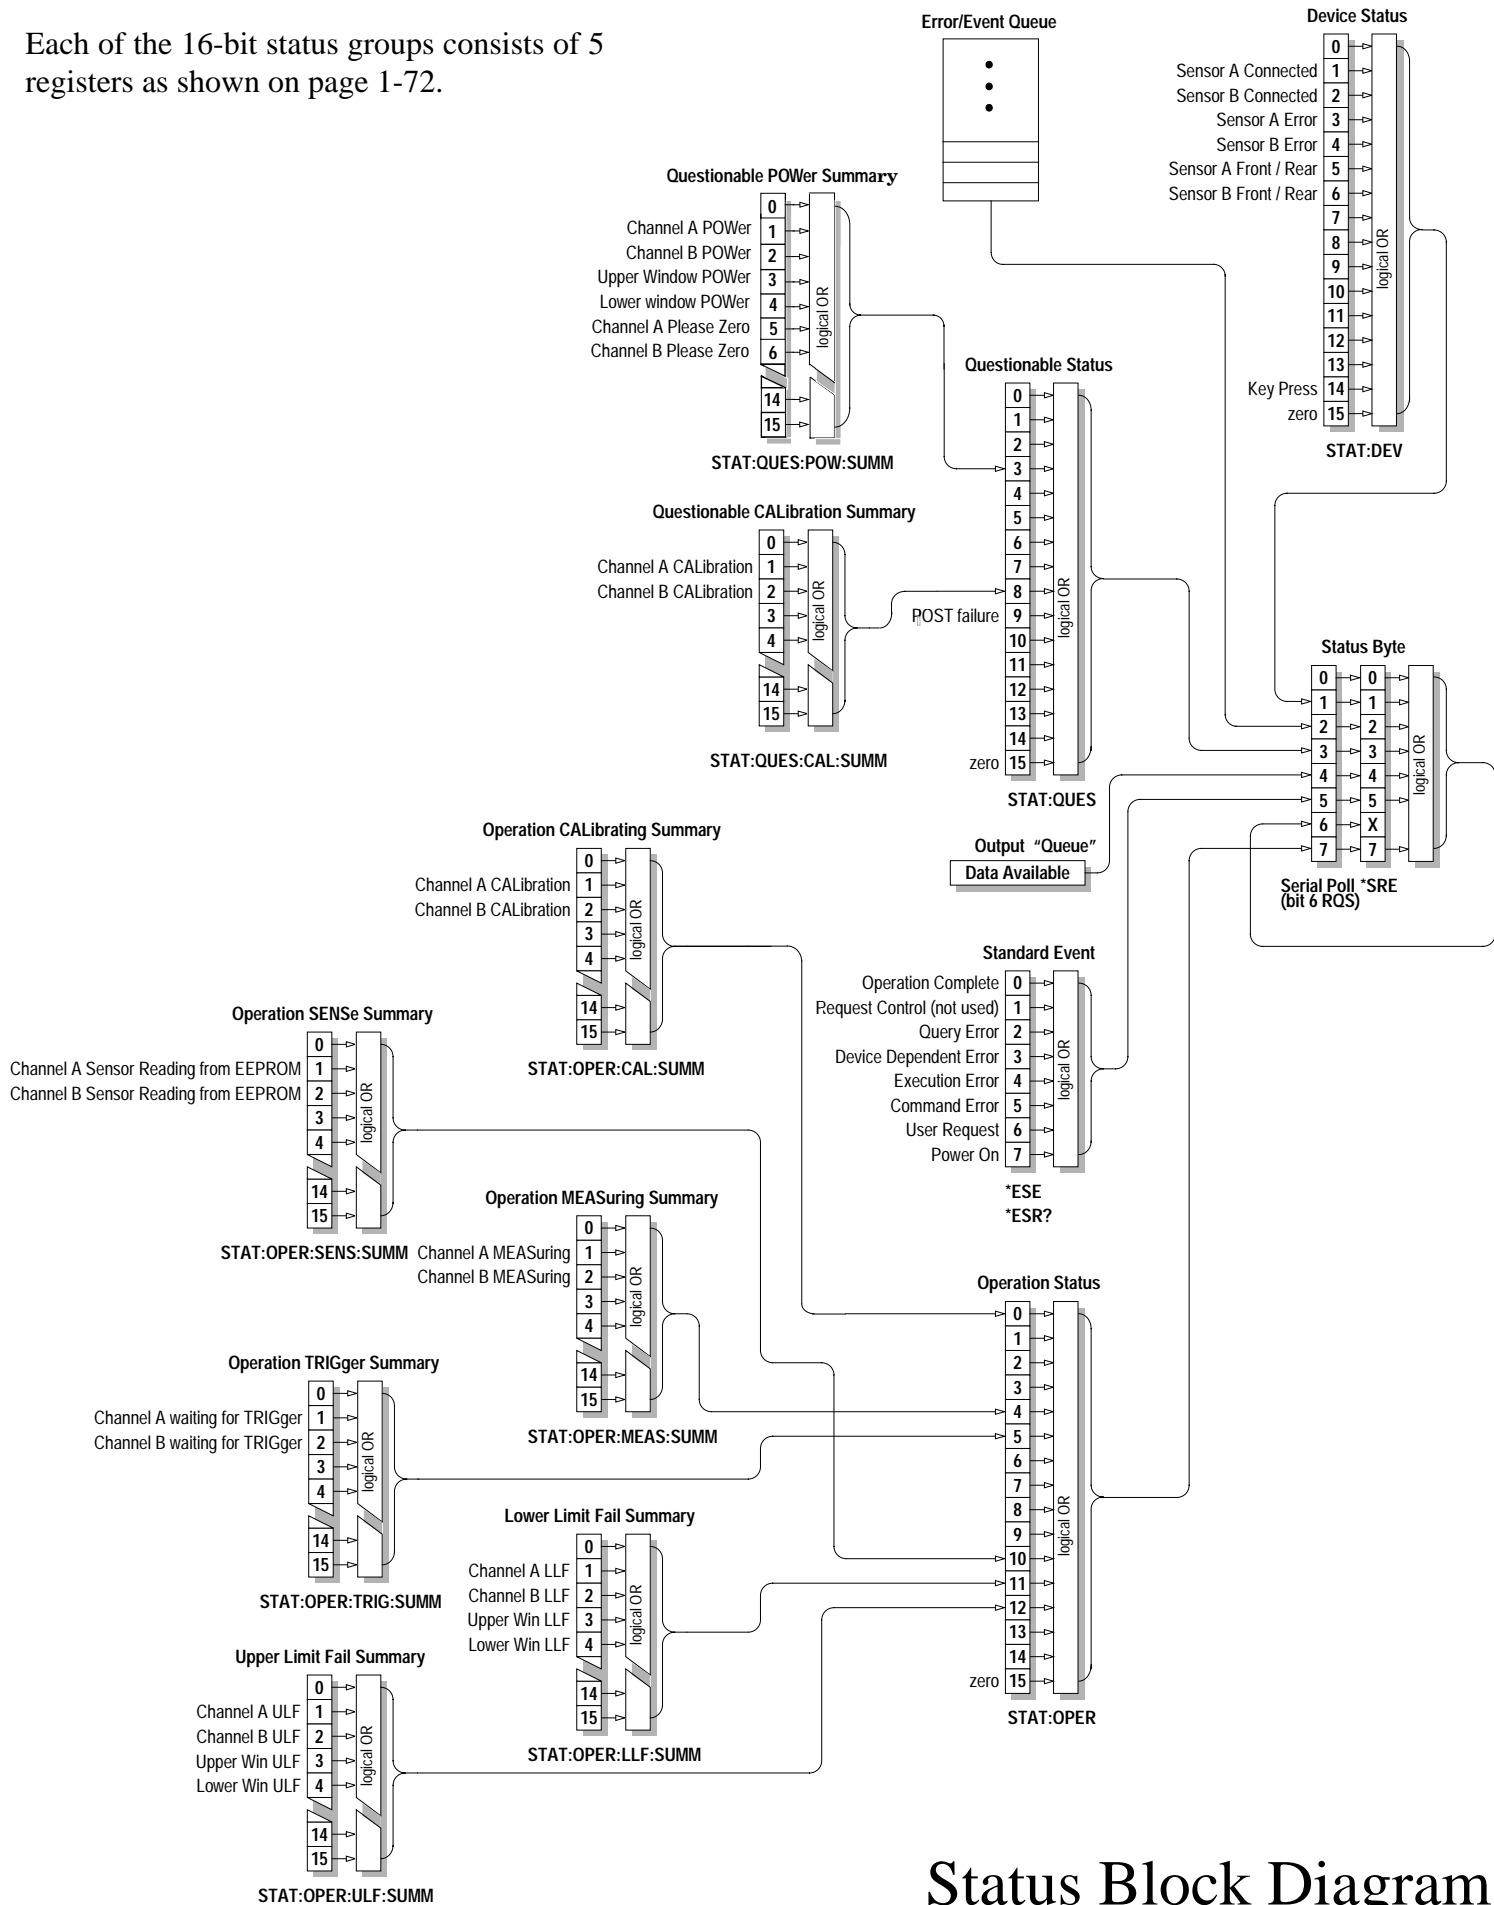 Each of the 16-bit status groups consists of 5
registers as shown on page 1-72.
Error/Event Queue
Device Status
0
Sensor A Connected 1
Sensor B Connected 2
Sensor A Error 3
Sensor B Error 4
Sensor A Front / Rear 5
Sensor B Front / Rear 6
7
8
9
10
11
12
13
Key Press 14
zero 15
logical OR
STAT:DEV
Questionable POWer Summary
0
Channel A POWer 1
Channel B POWer 2
Upper Window POWer 3
Lower window POWer 4
Channel A Please Zero 5
Channel B Please Zero 6
14
15
logical OR
STAT:QUES:POW:SUMM
Questionable Status
0
1
2
3
4
5
6
7
8
POST failure 9
10
11
12
13
14
zero 15
logical OR
STAT:QUES
Questionable CALibration Summary
0
Channel A CALibration 1
Channel B CALibration 2
3
4
14
15
logical OR
STAT:QUES:CAL:SUMM
Status Byte
0 0
1 1
2 2
3 3
4 4
5 5
6 X
7 7
logical OR
Serial Poll *SRE
(bit 6 RQS)
Output "Queue"
Data Available
Operation CALibrating Summary
0
Channel A CALibration 1
Channel B CALibration 2
3
4
14
15
logical OR
STAT:OPER:CAL:SUMM
Standard Event
Operation Complete 0
Request Control (not used) 1
Query Error 2
Device Dependent Error 3
Execution Error 4
Command Error 5
User Request 6
Power On 7
logical OR
*ESE
*ESR?
Operation SENSe Summary
0
Channel A Sensor Reading from EEPROM 1
Channel B Sensor Reading from EEPROM 2
3
4
14
15
logical OR
STAT:OPER:SENS:SUMM
Operation MEASuring Summary
0
Channel A MEASuring 1
Channel B MEASuring 2
3
4
14
15
logical OR
STAT:OPER:MEAS:SUMM
Operation Status
0
1
2
3
4
5
6
7
8
9
10
11
12
13
14
zero 15
logical OR
STAT:OPER
Operation TRIGger Summary
0
Channel A waiting for TRIGger 1
Channel B waiting for TRIGger 2
3
4
14
15
logical OR
STAT:OPER:TRIG:SUMM
Lower Limit Fail Summary
0
Channel A LLF 1
Channel B LLF 2
Upper Win LLF 3
Lower Win LLF 4
14
15
logical OR
STAT:OPER:LLF:SUMM
Upper Limit Fail Summary
0
Channel A ULF 1
Channel B ULF 2
Upper Win ULF 3
Lower Win ULF 4
14
15
logical OR
STAT:OPER:ULF:SUMM
Status Block Diagram